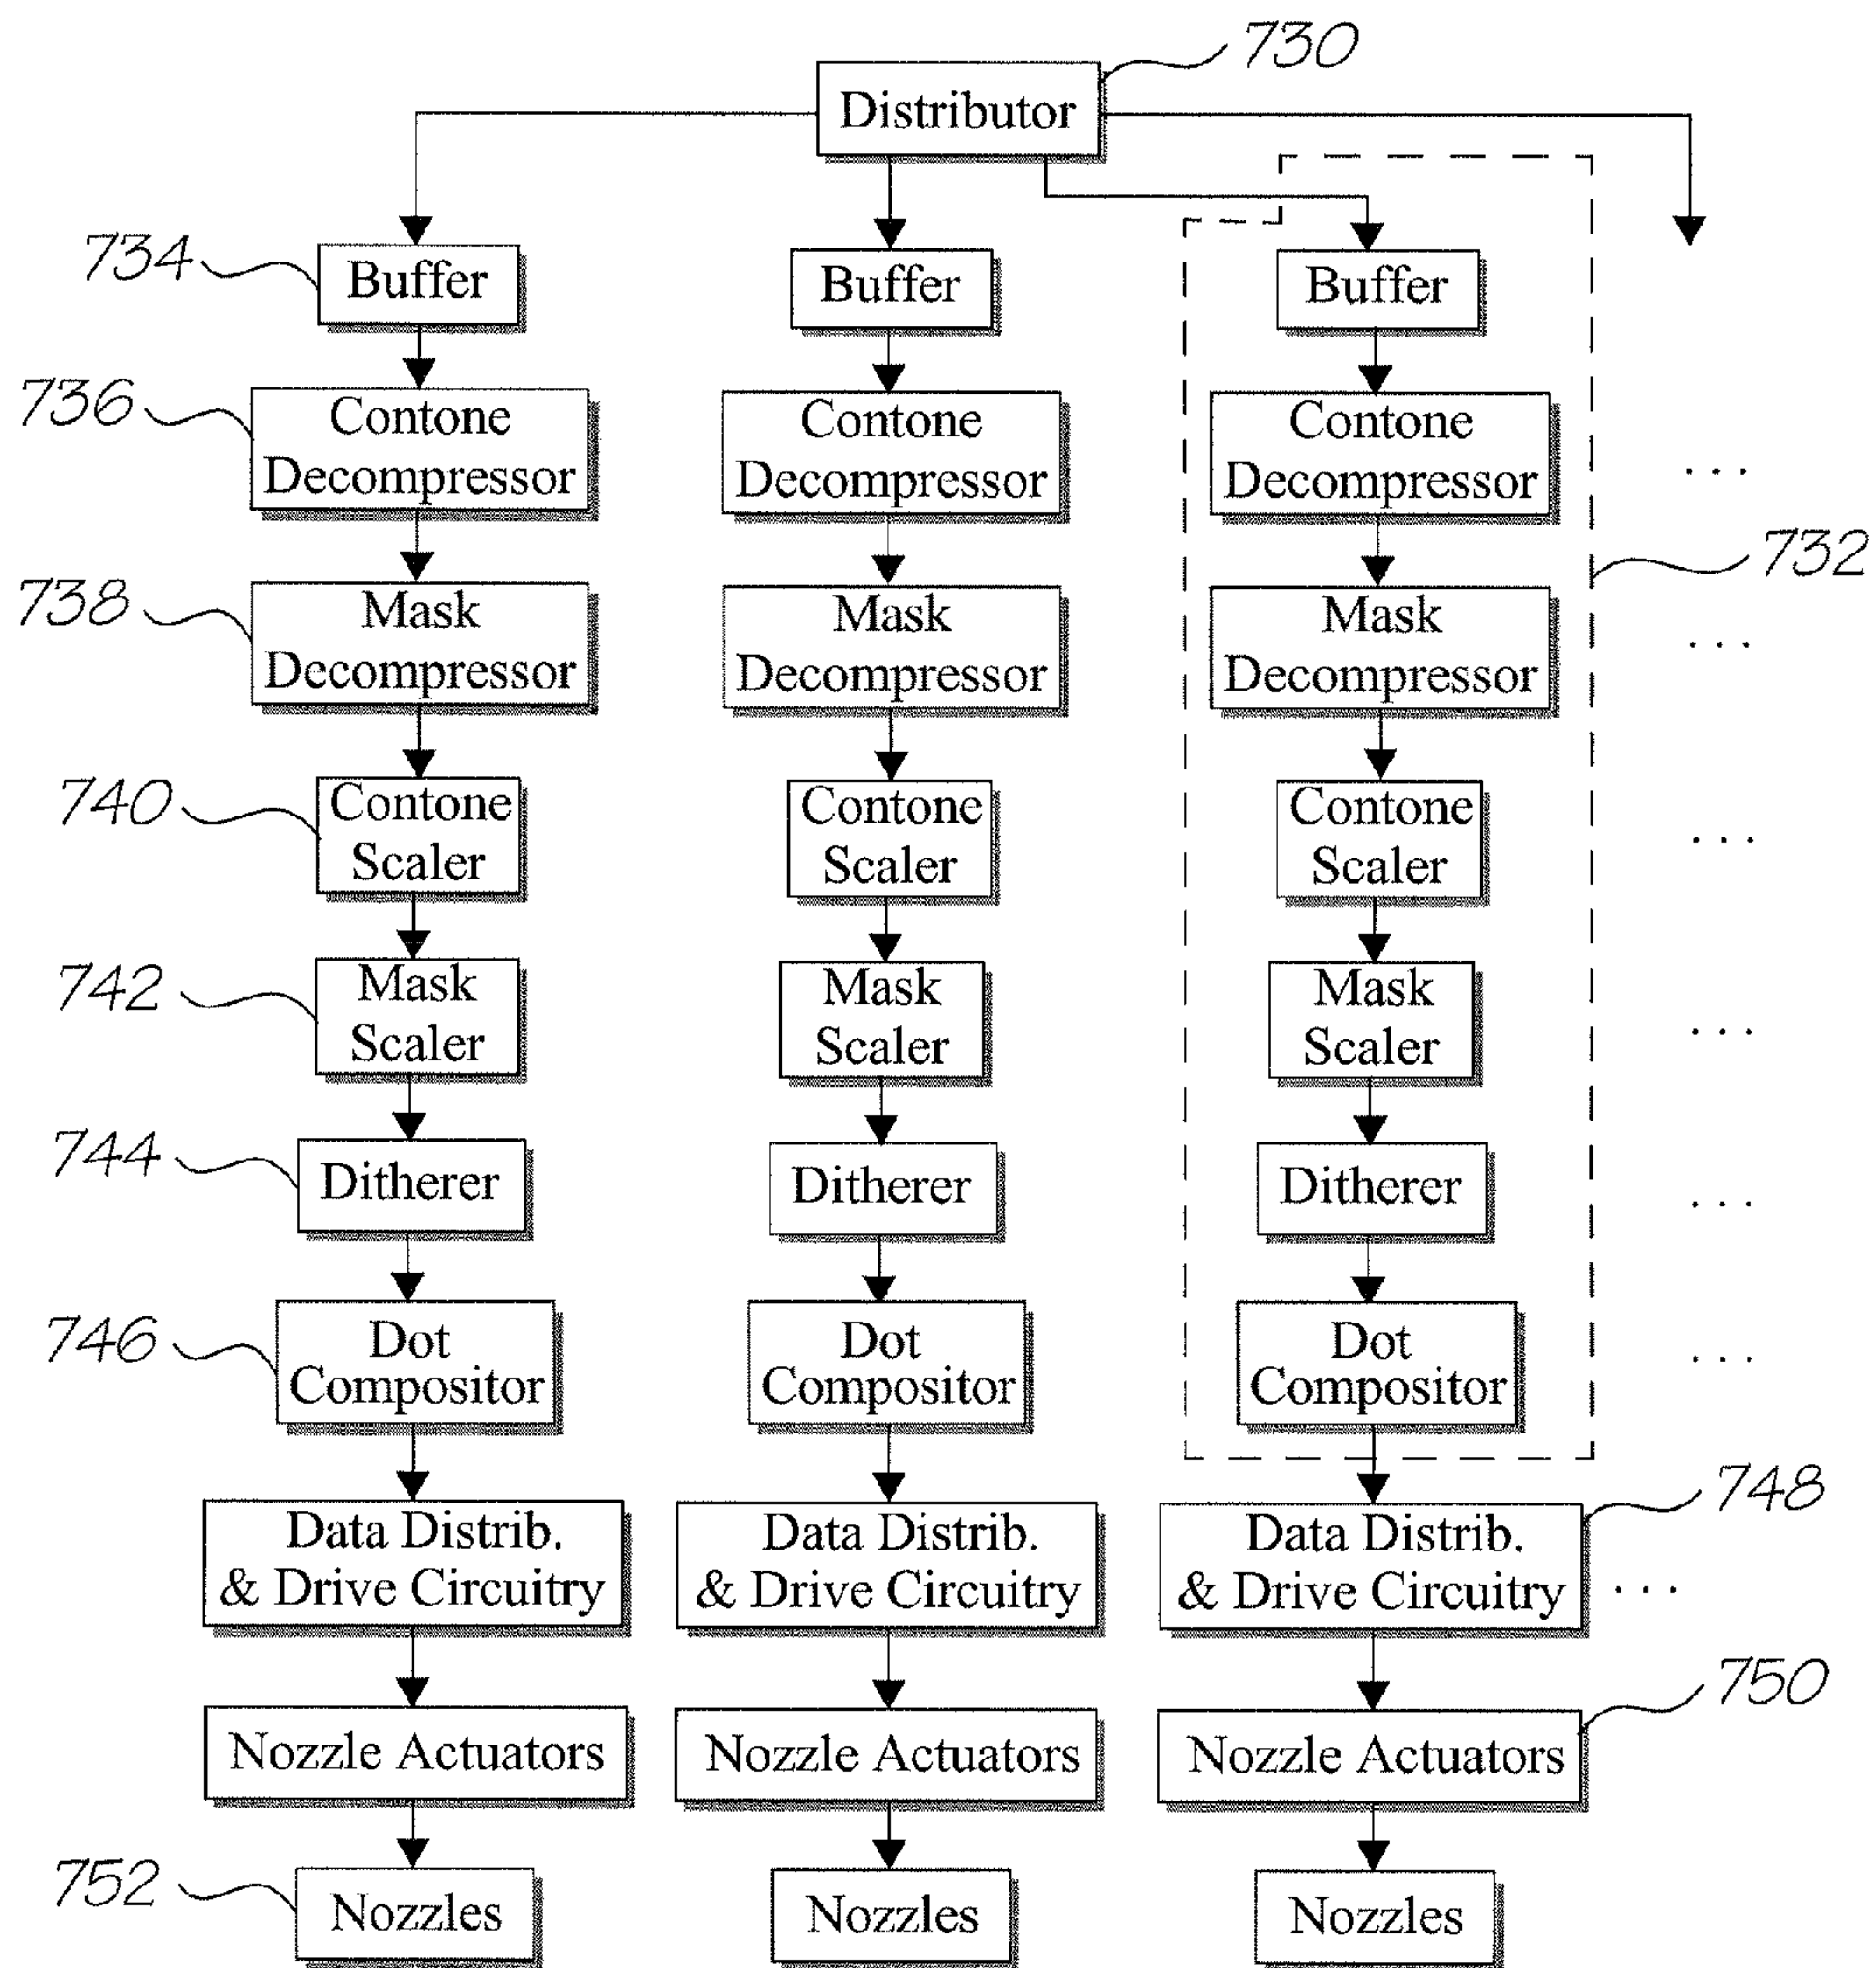 730
Distributor
734
Buffer
Buffer
Buffer
736
Contone
Decompressor
Contone
Decompressor
Contone
Decompressor
...
732
738
Mask
Decompressor
Mask
Decompressor
Mask
Decompressor
...
740
Contone
Scaler
Contone
Scaler
Contone
Scaler
...
742
Mask
Scaler
Mask
Scaler
Mask
Scaler
...
744
Ditherer
Ditherer
Ditherer
...
746
Dot
Compositor
Dot
Compositor
Dot
Compositor
...
748
Data Distrib.
& Drive Circuitry
Data Distrib.
& Drive Circuitry
Data Distrib.
& Drive Circuitry
...
750
Nozzle Actuators
Nozzle Actuators
Nozzle Actuators
752
Nozzles
Nozzles
Nozzles